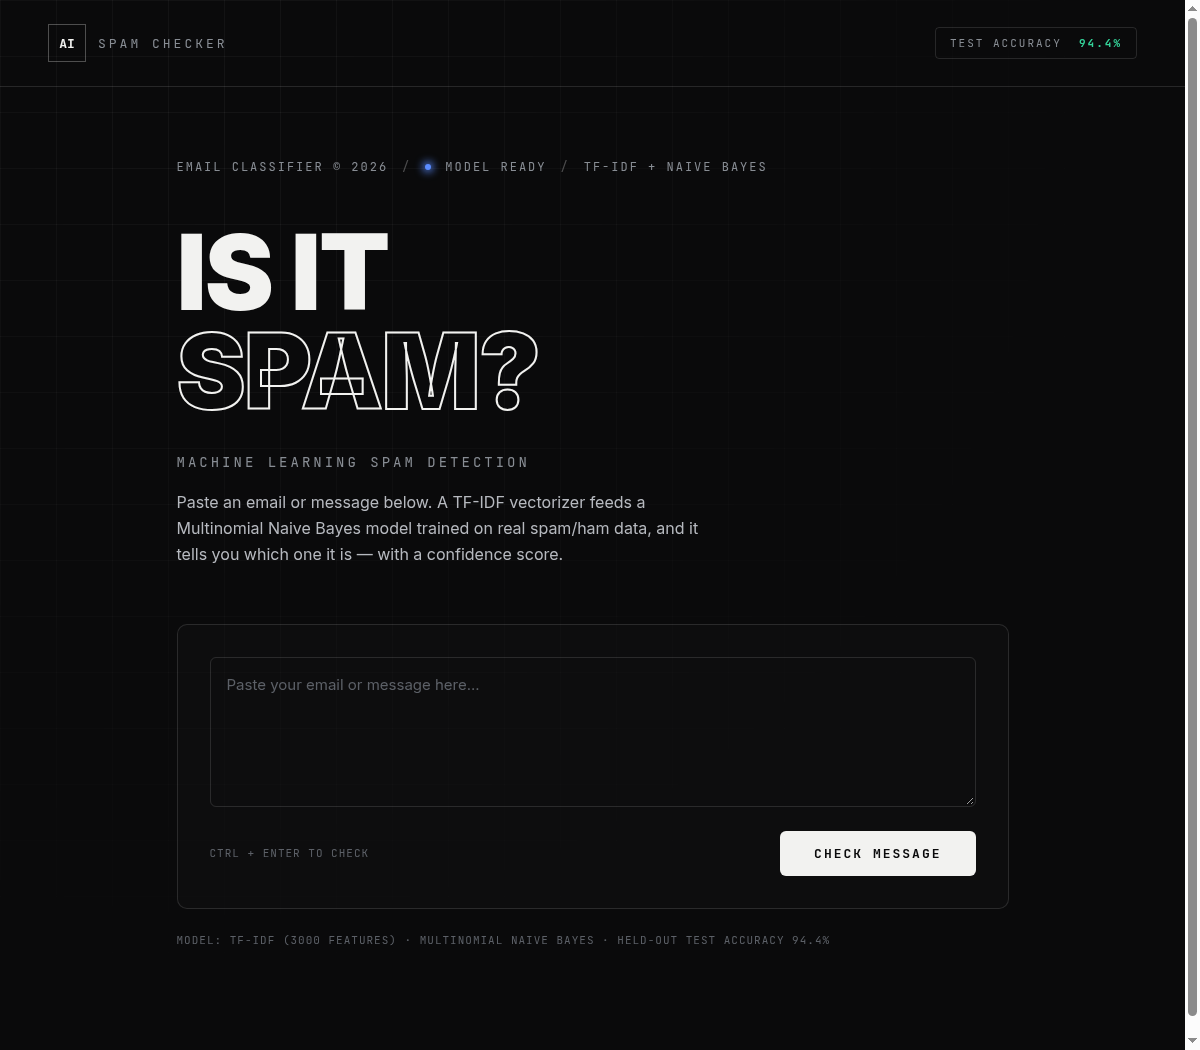 AI SPAM CHECKER
TEST ACCURACY 94.4%
EMAIL CLASSIFIER © 2026 / MODEL READY / TF-IDF + NAIVE BAYES
IS IT
SPAM?
MACHINE LEARNING SPAM DETECTION
Paste an email or message below. A TF-IDF vectorizer feeds a
Multinomial Naive Bayes model trained on real spam/ham data, and it
tells you which one it is — with a confidence score.
Paste your email or message here...
CTRL + ENTER TO CHECK
CHECK MESSAGE
MODEL: TF-IDF (3000 FEATURES) · MULTINOMIAL NAIVE BAYES · HELD-OUT TEST ACCURACY 94.4%